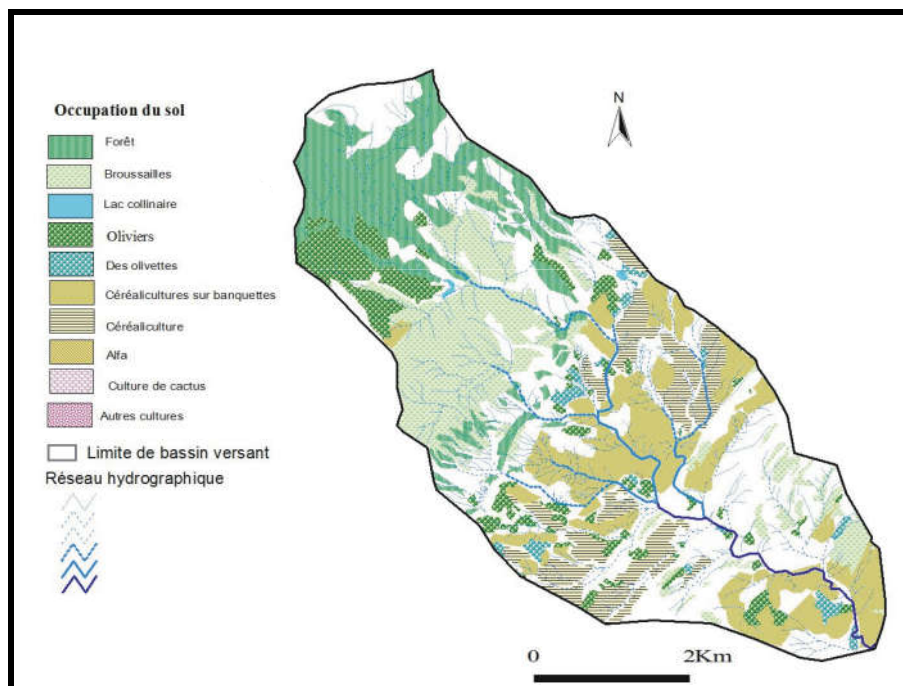 Occupation du sol
Forêt
Broussailles
Lac collinaire
Oliviers
Des olivettes
Céréalicultures sur banquettes
Céréaliculture
Alfa
Culture de cactus
Autres cultures
Limite de bassin versant
Réseau hydrographique
N
0 2Km